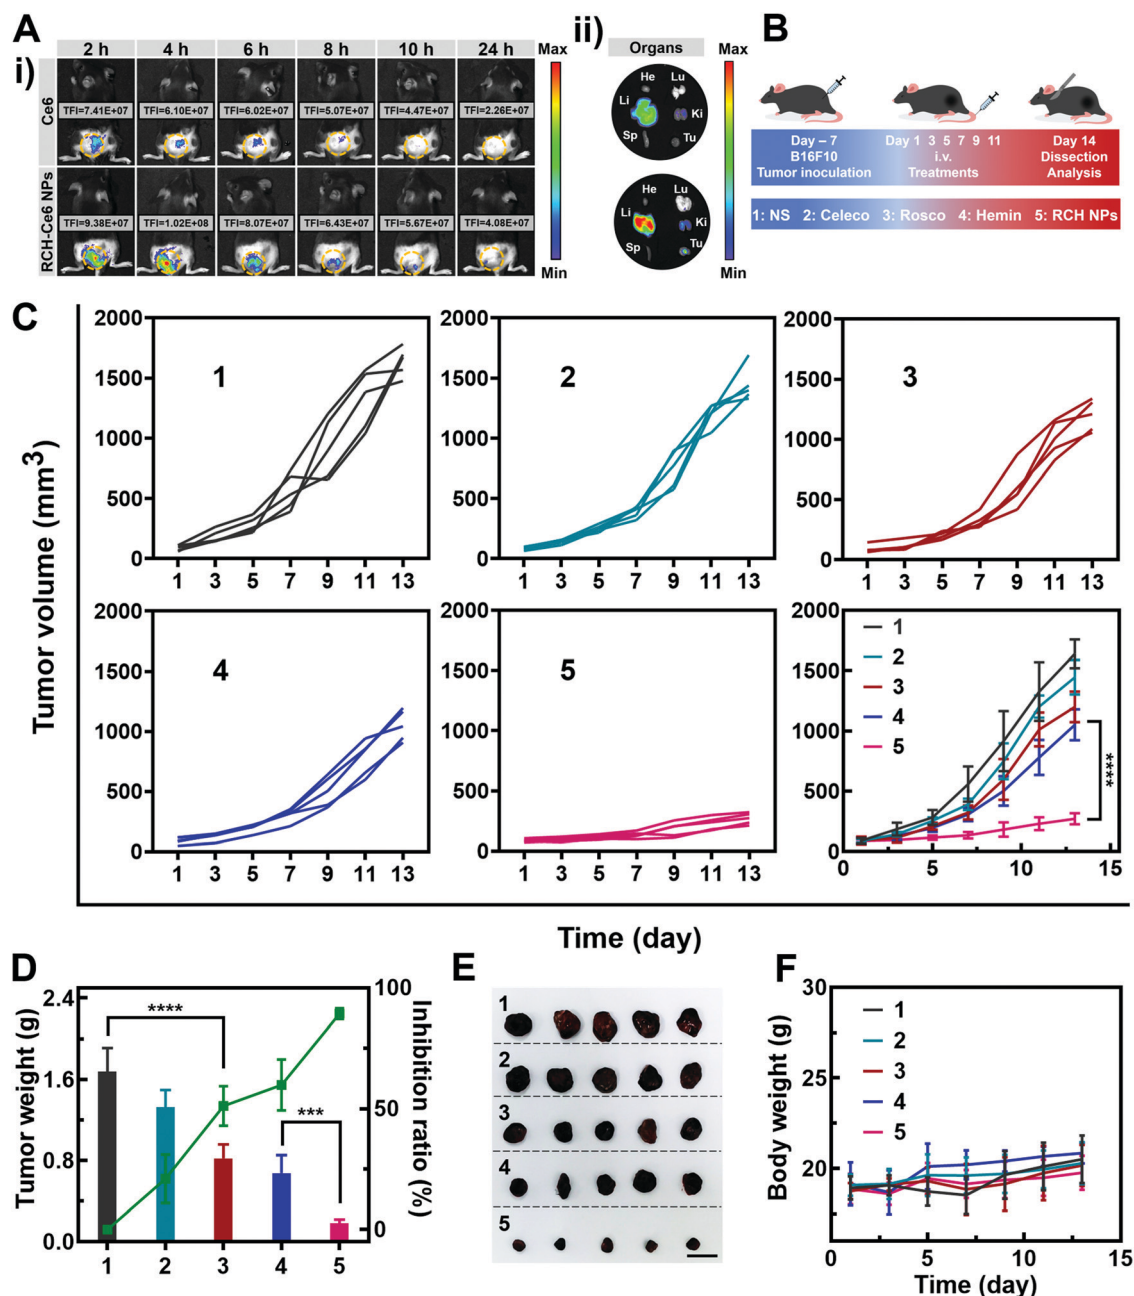 A
i)
2 h 4 h 6 h 8 h 10 h 24 h
Max
Ce6
TFI=7.41E+07 TFI=6.10E+07 TFI=6.02E+07 TFI=5.07E+07 TFI=4.47E+07 TFI=2.26E+07
RCH-Ce6 NPs
TFI=9.38E+07 TFI=1.02E+08 TFI=8.07E+07 TFI=6.43E+07 TFI=5.67E+07 TFI=4.08E+07
Min
ii)
Organs
Max
He Lu
Li Ki
Sp Tu
He Lu
Li Ki
Sp Tu
Min
B
Day – 7
B16F10
Tumor inoculation
Day 1 3 5 7 9 11
i.v.
Treatments
Day 14
Dissection
Analysis
1: NS 2: Celeco 3: Rosco 4: Hemin 5: RCH NPs
C
Tumor volume (mm3)
2000
1500
1000
500
0
1
1 3 5 7 9 11 13
2000
1500
1000
500
0
2
1 3 5 7 9 11 13
2000
1500
1000
500
0
3
1 3 5 7 9 11 13
2000
1500
1000
500
0
4
1 3 5 7 9 11 13
2000
1500
1000
500
0
5
1 3 5 7 9 11 13
2000
1500
1000
500
0
1
2
3
4
5
****
0 5 10 15
Time (day)
D
Tumor weight (g)
2.4
1.6
0.8
0.0
****
***
1 2 3 4 5
100
50
0
Inhibition ratio (%)
E
1
2
3
4
5
F
Body weight (g)
30
25
20
0
1
2
3
4
5
0 5 10 15
Time (day)